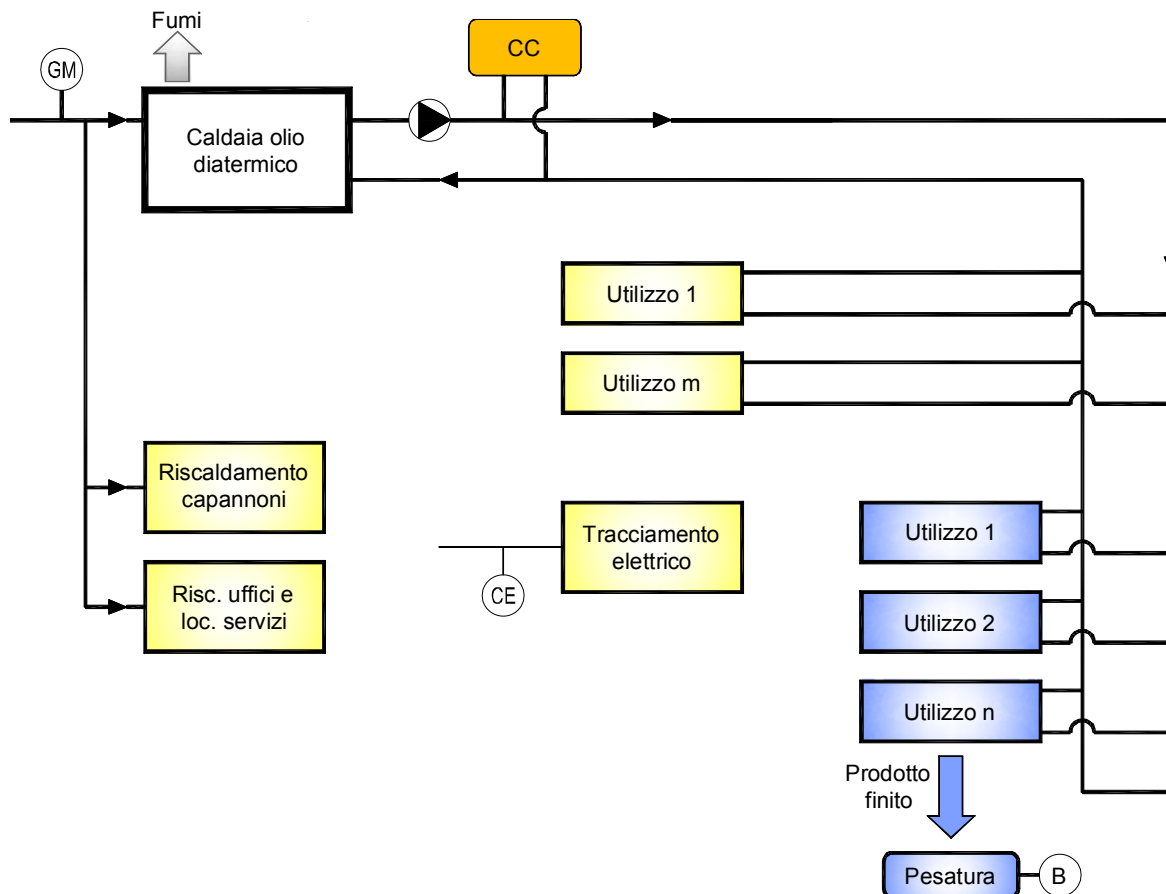 Fumi
GM
CC
Caldaia olio
diatermico
Utilizzo 1
Utilizzo m
Riscaldamento
capannoni
Tracciamento
elettrico
Utilizzo 1
CE
Risc. uffici e
loc. servizi
Utilizzo 2
Utilizzo n
Prodotto
finito
Pesatura
B